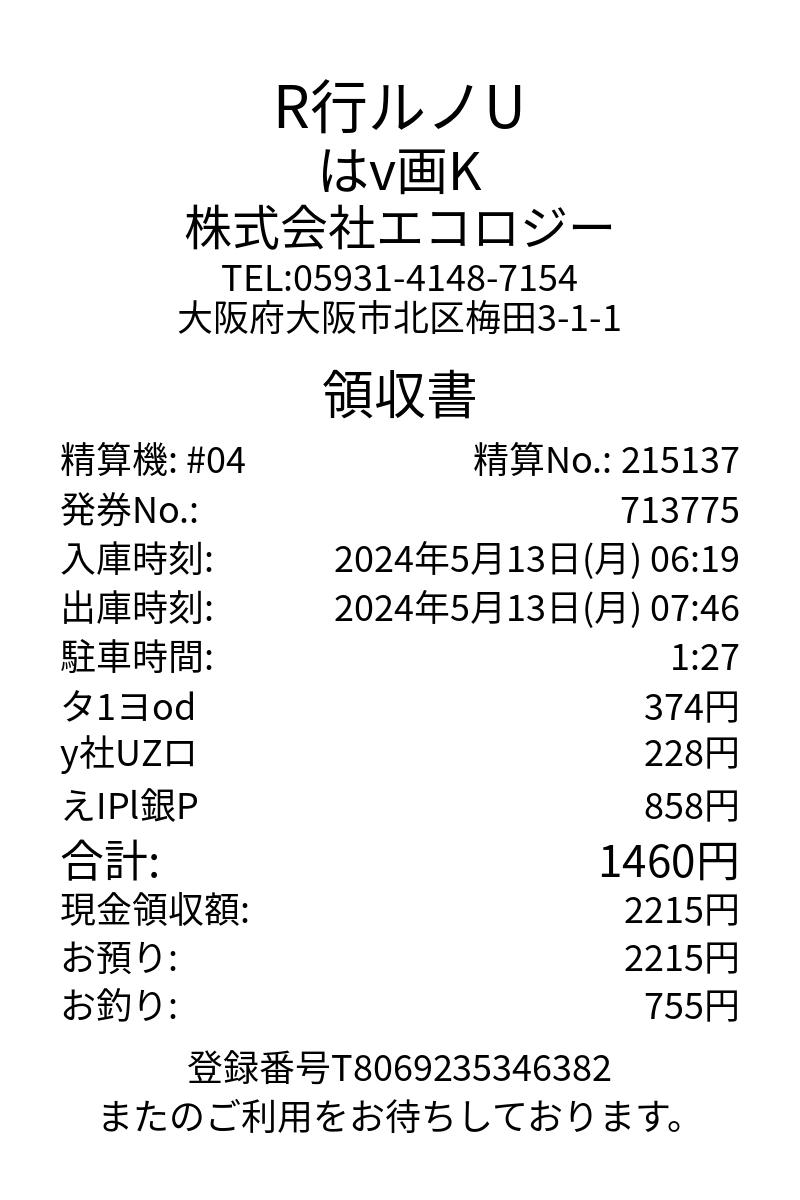 R行ルノU
はv画K
株式会社エコロジー
TEL:05931-4148-7154
大阪府大阪市北区梅田3-1-1
領収書
精算機: #04 精算No.: 215137
発券No.: 713775
入庫時刻: 2024年5月13日(月) 06:19
出庫時刻: 2024年5月13日(月) 07:46
駐車時間: 1:27
タ1ヨod 374円
y社UZロ 228円
えIPl銀P 858円
合計: 1460円
現金領収額: 2215円
お預り: 2215円
お釣り: 755円
登録番号T8069235346382
またのご利用をお待ちしております。